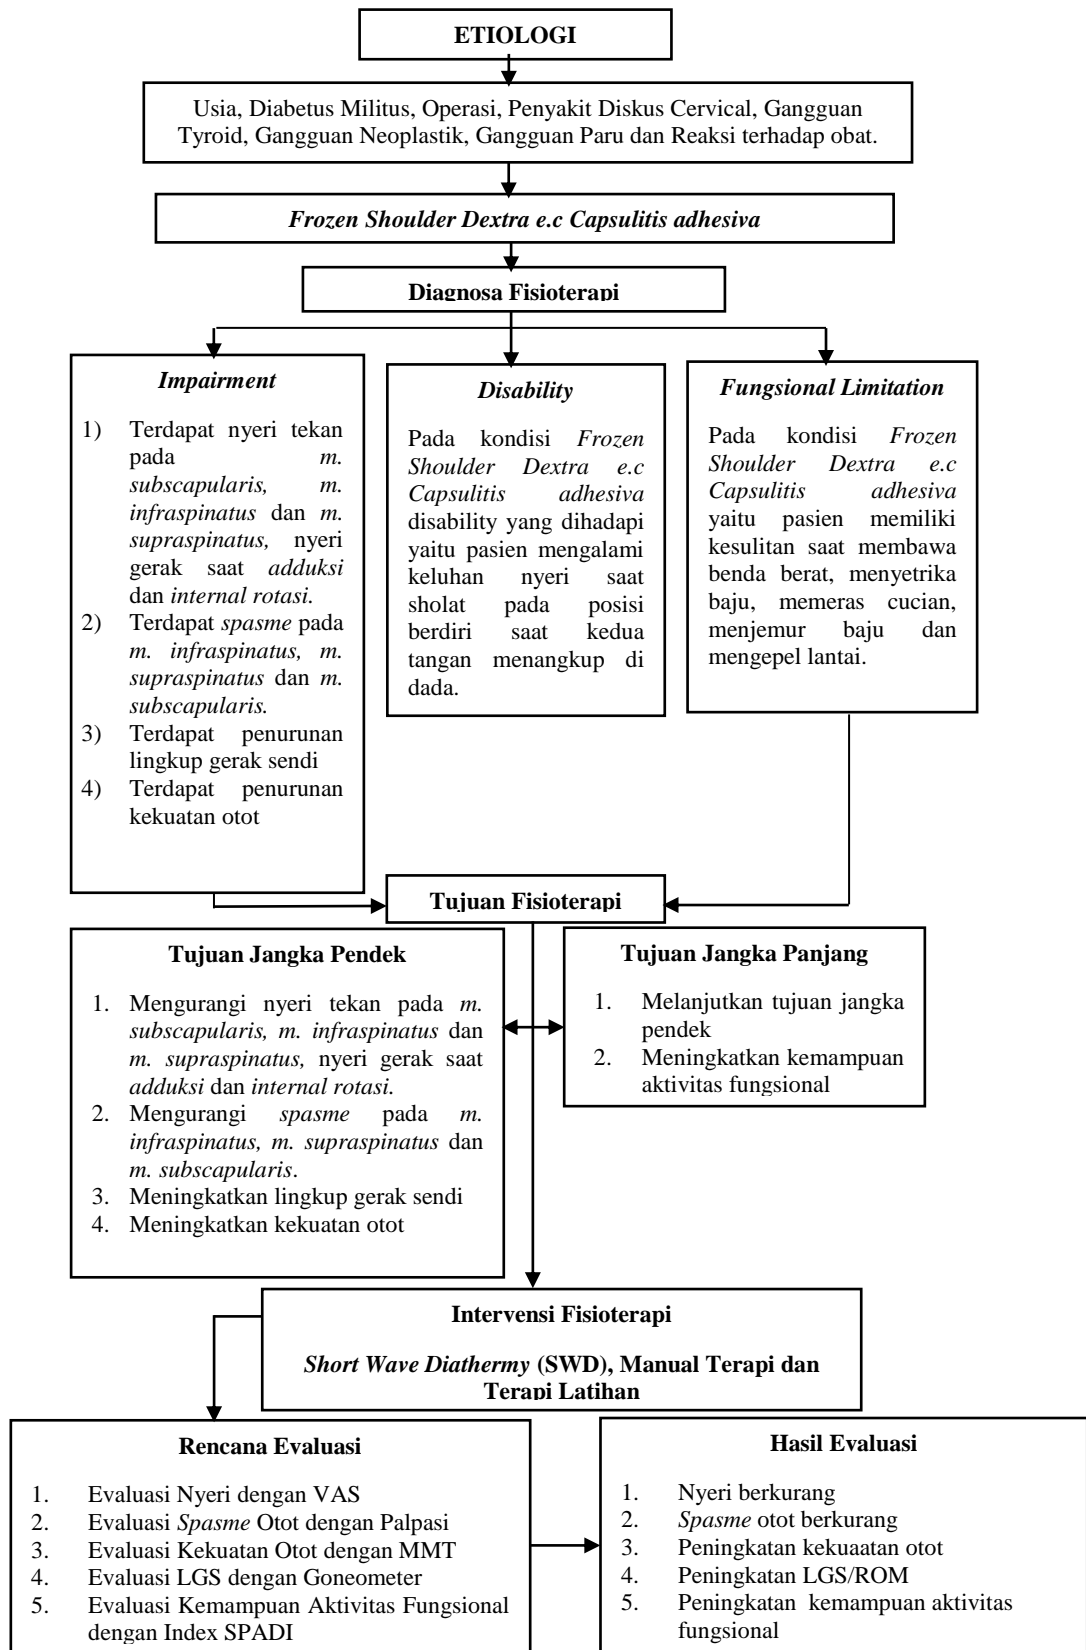 ETIOLOGI
Usia, Diabetus Militus, Operasi, Penyakit Diskus Cervical, Gangguan
Tyroid, Gangguan Neoplastik, Gangguan Paru dan Reaksi terhadap obat.
Frozen Shoulder Dextra e.c Capsulitis adhesiva
Diagnosa Fisioterapi
Impairment
1) Terdapat nyeri tekan
pada m.
subscapularis, m.
infraspinatus dan m.
supraspinatus, nyeri
gerak saat adduksi
dan internal rotasi.
2) Terdapat spasme pada
m. infraspinatus, m.
supraspinatus dan m.
subscapularis.
3) Terdapat penurunan
lingkup gerak sendi
4) Terdapat penurunan
kekuatan otot
Disability
Pada kondisi Frozen
Shoulder Dextra e.c
Capsulitis adhesiva
disability yang dihadapi
yaitu pasien mengalami
keluhan nyeri saat
sholat pada posisi
berdiri saat kedua
tangan menangkup di
dada.
Fungsional Limitation
Pada kondisi Frozen
Shoulder Dextra e.c
Capsulitis adhesiva
yaitu pasien memiliki
kesulitan saat membawa
benda berat, menyetrika
baju, memeras cucian,
menjemur baju dan
mengepel lantai.
Tujuan Fisioterapi
Tujuan Jangka Pendek
1. Mengurangi nyeri tekan pada m.
subscapularis, m. infraspinatus dan
m. supraspinatus, nyeri gerak saat
adduksi dan internal rotasi.
2. Mengurangi spasme pada m.
infraspinatus, m. supraspinatus dan
m. subscapularis.
3. Meningkatkan lingkup gerak sendi
4. Meningkatkan kekuatan otot
Tujuan Jangka Panjang
1. Melanjutkan tujuan jangka
pendek
2. Meningkatkan kemampuan
aktivitas fungsional
Intervensi Fisioterapi
Short Wave Diathermy (SWD), Manual Terapi dan
Terapi Latihan
Rencana Evaluasi
1. Evaluasi Nyeri dengan VAS
2. Evaluasi Spasme Otot dengan Palpasi
3. Evaluasi Kekuatan Otot dengan MMT
4. Evaluasi LGS dengan Goneometer
5. Evaluasi Kemampuan Aktivitas Fungsional
dengan Index SPADI
Hasil Evaluasi
1. Nyeri berkurang
2. Spasme otot berkurang
3. Peningkatan kekuaatan otot
4. Peningkatan LGS/ROM
5. Peningkatan kemampuan aktivitas
fungsional